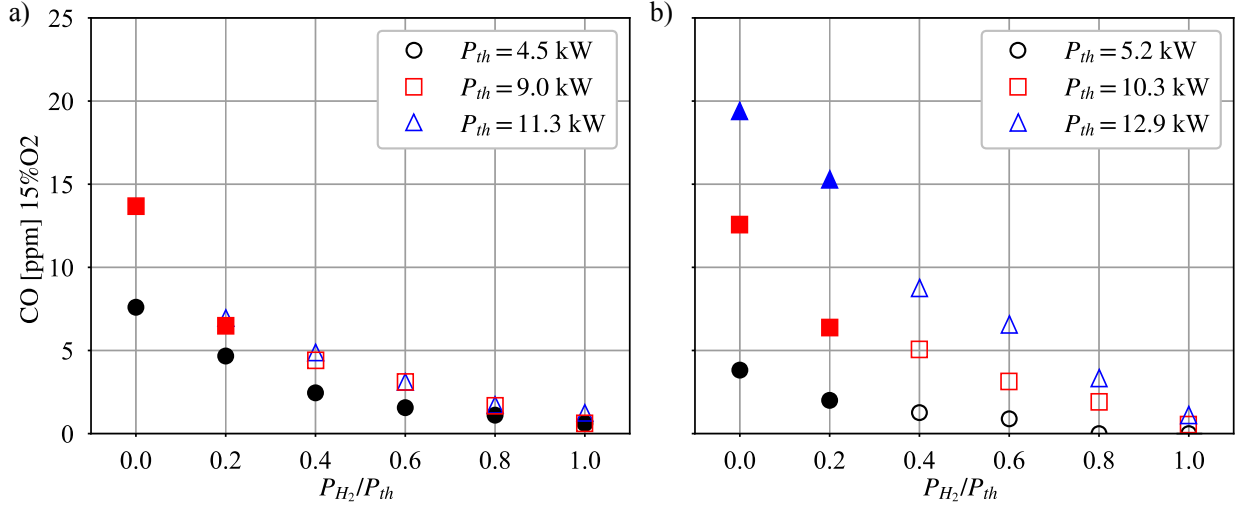 a)
25
20
15
10
5
0
CO [ppm] 15%O2
P_th = 4.5 kW
P_th = 9.0 kW
P_th = 11.3 kW
0.0 0.2 0.4 0.6 0.8 1.0
P_H2/P_th
b)
P_th = 5.2 kW
P_th = 10.3 kW
P_th = 12.9 kW
0.0 0.2 0.4 0.6 0.8 1.0
P_H2/P_th